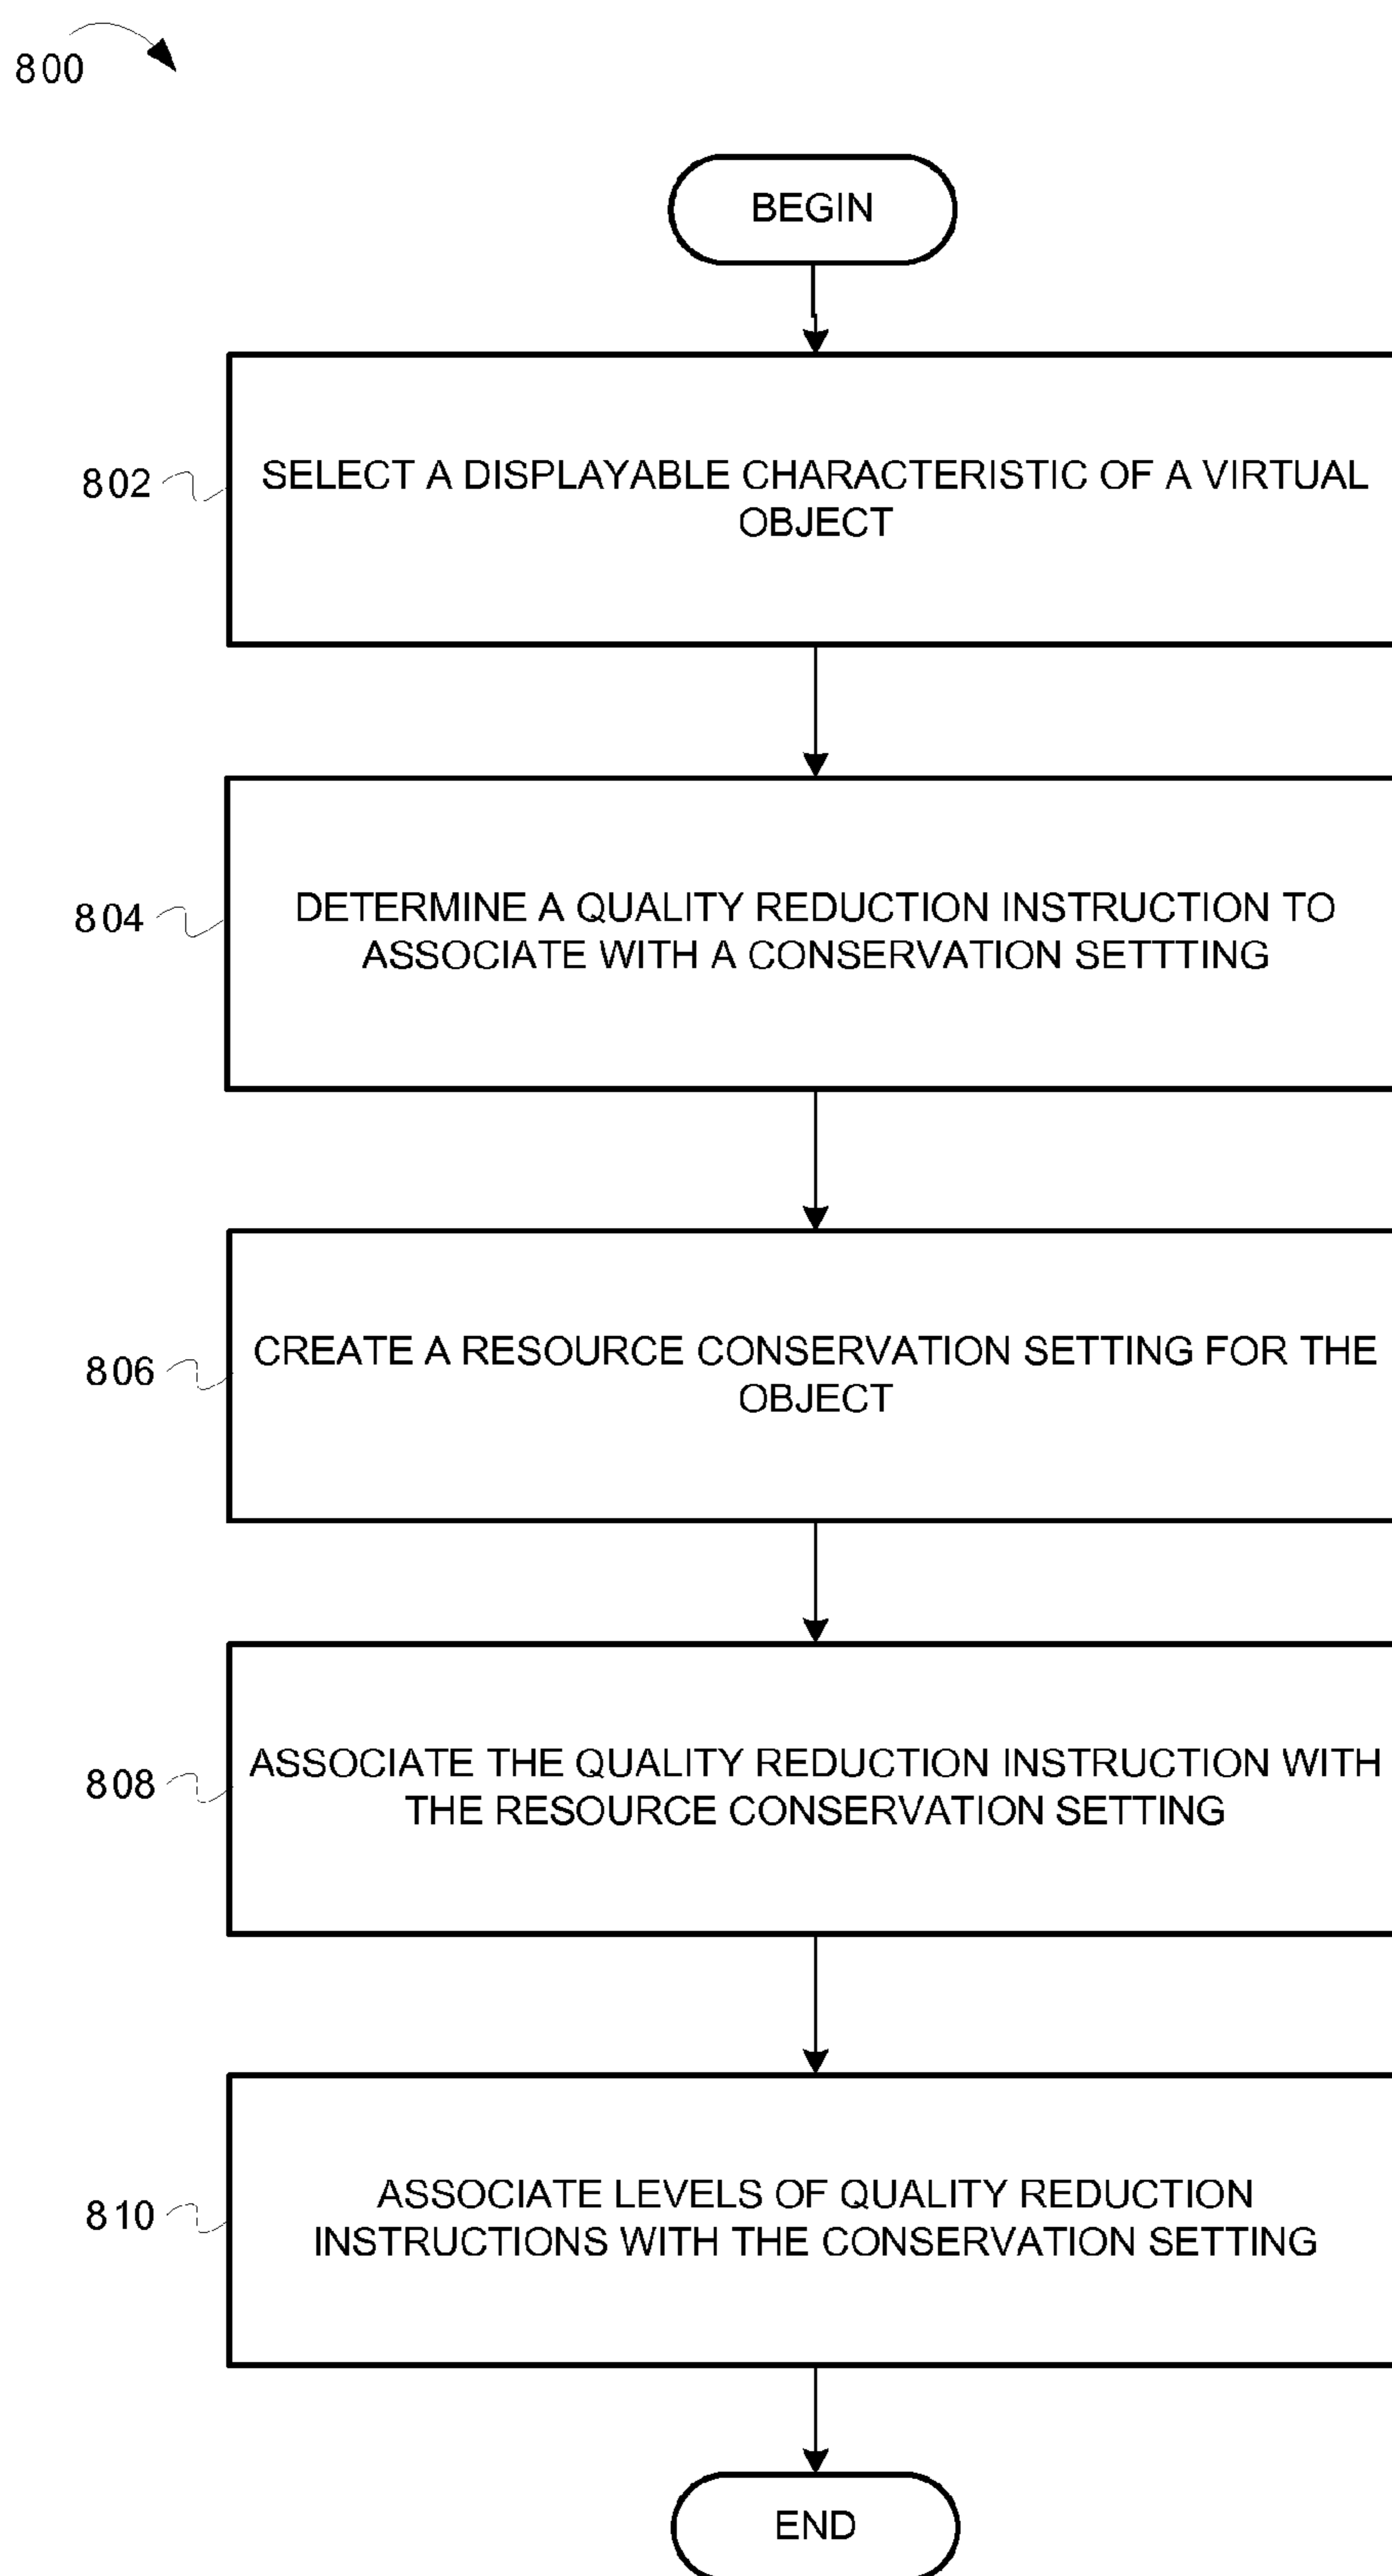 800
BEGIN
802
SELECT A DISPLAYABLE CHARACTERISTIC OF A VIRTUAL
OBJECT
804
DETERMINE A QUALITY REDUCTION INSTRUCTION TO
ASSOCIATE WITH A CONSERVATION SETTTING
806
CREATE A RESOURCE CONSERVATION SETTING FOR THE
OBJECT
808
ASSOCIATE THE QUALITY REDUCTION INSTRUCTION WITH
THE RESOURCE CONSERVATION SETTING
810
ASSOCIATE LEVELS OF QUALITY REDUCTION
INSTRUCTIONS WITH THE CONSERVATION SETTING
END